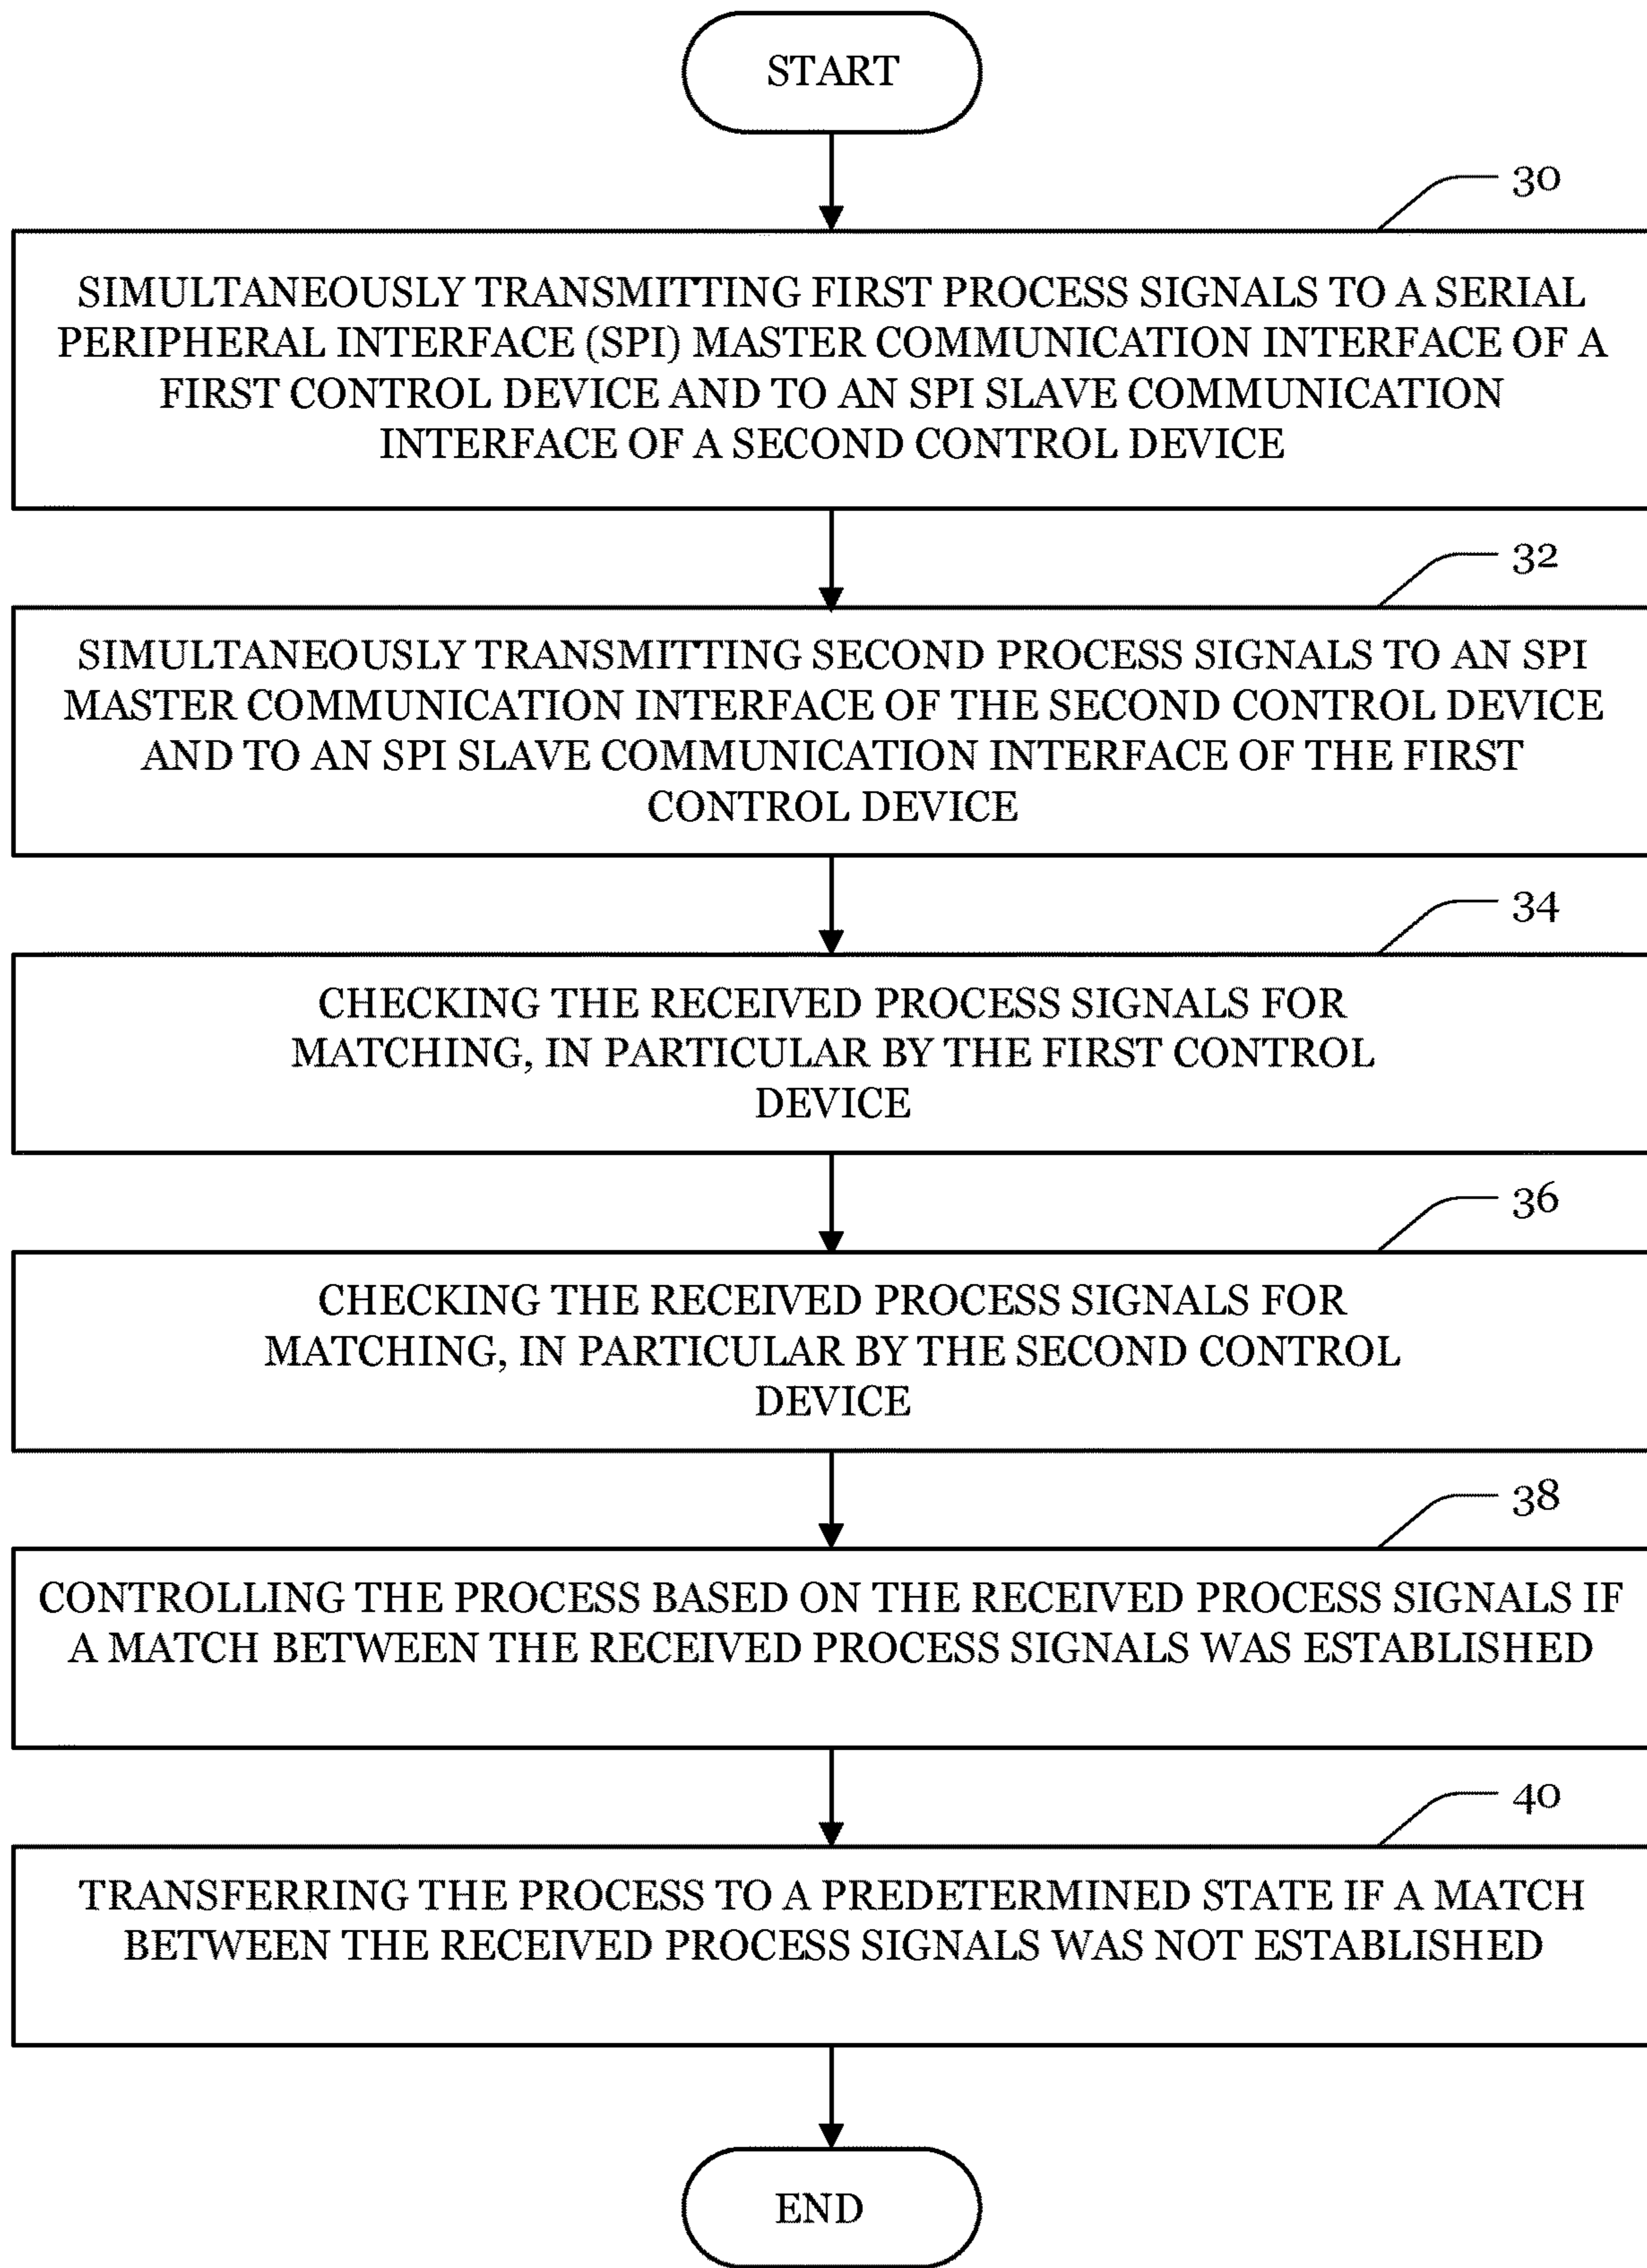 START
30
SIMULTANEOUSLY TRANSMITTING FIRST PROCESS SIGNALS TO A SERIAL
PERIPHERAL INTERFACE (SPI) MASTER COMMUNICATION INTERFACE OF A
FIRST CONTROL DEVICE AND TO AN SPI SLAVE COMMUNICATION
INTERFACE OF A SECOND CONTROL DEVICE
32
SIMULTANEOUSLY TRANSMITTING SECOND PROCESS SIGNALS TO AN SPI
MASTER COMMUNICATION INTERFACE OF THE SECOND CONTROL DEVICE
AND TO AN SPI SLAVE COMMUNICATION INTERFACE OF THE FIRST
CONTROL DEVICE
34
CHECKING THE RECEIVED PROCESS SIGNALS FOR
MATCHING, IN PARTICULAR BY THE FIRST CONTROL
DEVICE
36
CHECKING THE RECEIVED PROCESS SIGNALS FOR
MATCHING, IN PARTICULAR BY THE SECOND CONTROL
DEVICE
38
CONTROLLING THE PROCESS BASED ON THE RECEIVED PROCESS SIGNALS IF
A MATCH BETWEEN THE RECEIVED PROCESS SIGNALS WAS ESTABLISHED
40
TRANSFERRING THE PROCESS TO A PREDETERMINED STATE IF A MATCH
BETWEEN THE RECEIVED PROCESS SIGNALS WAS NOT ESTABLISHED
END